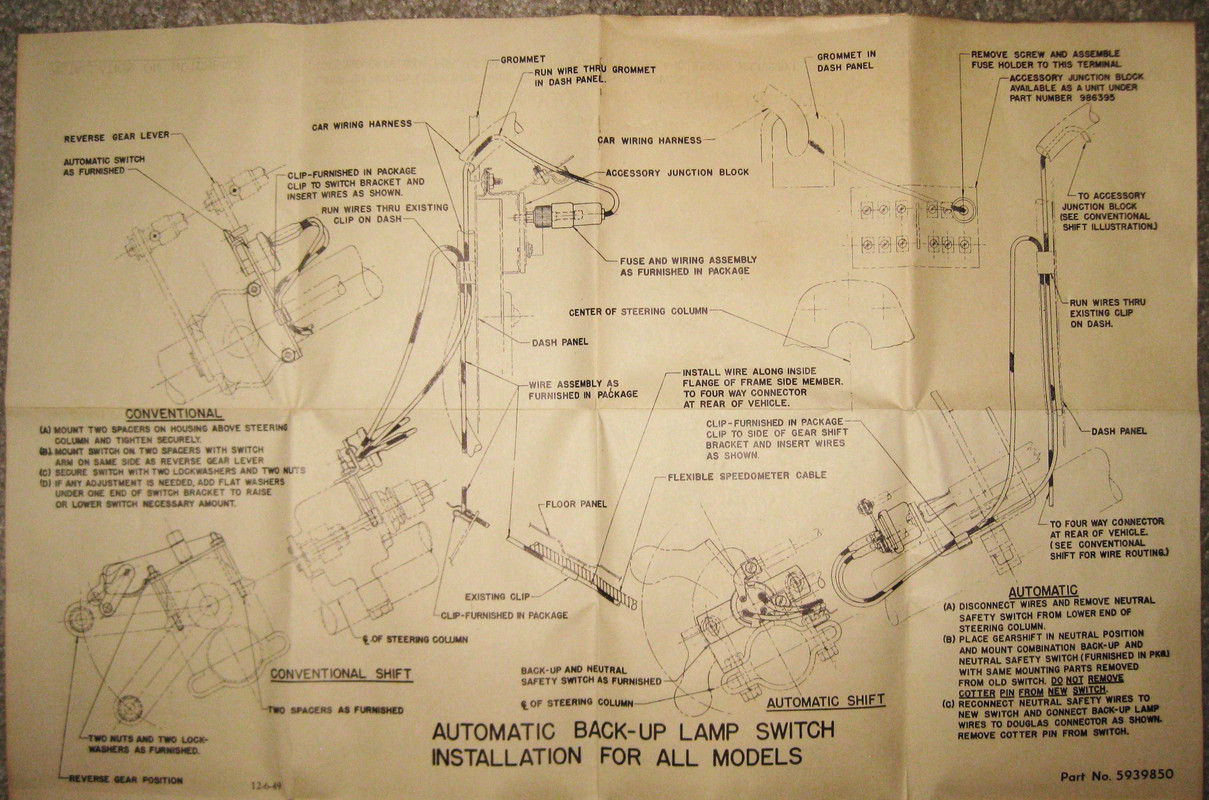 GROMMET
RUN WIRE THRU GROMMET
IN DASH PANEL.
GROMMET IN
DASH PANEL
REMOVE SCREW AND ASSEMBLE
FUSE HOLDER TO THIS TERMINAL
ACCESSORY JUNCTION BLOCK
AVAILABLE AS A UNIT UNDER
PART NUMBER 986395
REVERSE GEAR LEVER
AUTOMATIC SWITCH
AS FURNISHED
CAR WIRING HARNESS
CAR WIRING HARNESS
CLIP-FURNISHED IN PACKAGE
CLIP TO SWITCH BRACKET AND
INSERT WIRES AS SHOWN.
RUN WIRES THRU EXISTING
CLIP ON DASH
ACCESSORY JUNCTION BLOCK
TO ACCESSORY
JUNCTION BLOCK
(SEE CONVENTIONAL
SHIFT ILLUSTRATION.)
FUSE AND WIRING ASSEMBLY
AS FURNISHED IN PACKAGE
CENTER OF STEERING COLUMN
RUN WIRES THRU
EXISTING CLIP
ON DASH.
DASH PANEL
WIRE ASSEMBLY AS
FURNISHED IN PACKAGE
INSTALL WIRE ALONG INSIDE
FLANGE OF FRAME SIDE MEMBER.
TO FOUR WAY CONNECTOR
AT REAR OF VEHICLE.
CLIP-FURNISHED IN PACKAGE
CLIP TO SIDE OF GEAR SHIFT
BRACKET AND INSERT WIRES
AS SHOWN.
DASH PANEL
FLEXIBLE SPEEDOMETER CABLE
CONVENTIONAL
(A) MOUNT TWO SPACERS ON HOUSING ABOVE STEERING
COLUMN AND TIGHTEN SECURELY.
(B) MOUNT SWITCH ON TWO SPACERS WITH SWITCH
ARM ON SAME SIDE AS REVERSE GEAR LEVER
(C) SECURE SWITCH WITH TWO LOCKWASHERS AND TWO NUTS
(D) IF ANY ADJUSTMENT IS NEEDED, ADD FLAT WASHERS
UNDER ONE END OF SWITCH BRACKET TO RAISE
OR LOWER SWITCH NECESSARY AMOUNT.
FLOOR PANEL
TO FOUR WAY CONNECTOR
AT REAR OF VEHICLE.
(SEE CONVENTIONAL
SHIFT FOR WIRE ROUTING.)
EXISTING CLIP
CLIP-FURNISHED IN PACKAGE
℄ OF STEERING COLUMN
CONVENTIONAL SHIFT
TWO SPACERS AS FURNISHED
TWO NUTS AND TWO LOCK-
WASHERS AS FURNISHED.
REVERSE GEAR POSITION
12-6-49
BACK-UP AND NEUTRAL
SAFETY SWITCH AS FURNISHED
℄ OF STEERING COLUMN
AUTOMATIC SHIFT
AUTOMATIC
(A) DISCONNECT WIRES AND REMOVE NEUTRAL
SAFETY SWITCH FROM LOWER END OF
STEERING COLUMN.
(B) PLACE GEARSHIFT IN NEUTRAL POSITION
AND MOUNT COMBINATION BACK-UP AND
NEUTRAL SAFETY SWITCH (FURNISHED IN PKG.)
WITH SAME MOUNTING PARTS REMOVED
FROM OLD SWITCH. DO NOT REMOVE
COTTER PIN FROM NEW SWITCH.
(C) RECONNECT NEUTRAL SAFETY WIRES TO
NEW SWITCH AND CONNECT BACK-UP LAMP
WIRES TO DOUGLAS CONNECTOR AS SHOWN.
REMOVE COTTER PIN FROM SWITCH.
AUTOMATIC BACK-UP LAMP SWITCH
INSTALLATION FOR ALL MODELS
Part No. 5939850